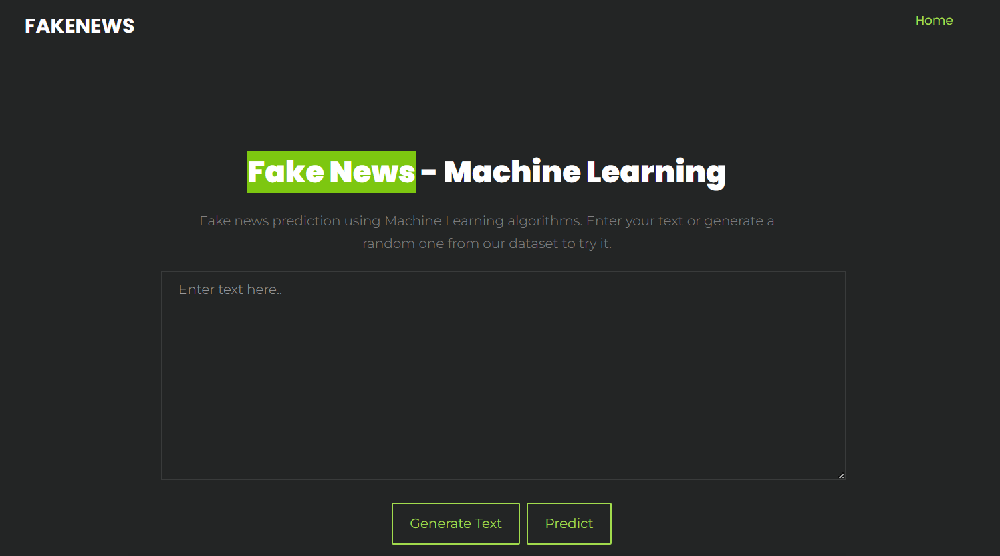 FAKENEWS
Home
Fake News - Machine Learning
Fake news prediction using Machine Learning algorithms. Enter your text or generate a
random one from our dataset to try it.
Enter text here..
Generate Text
Predict